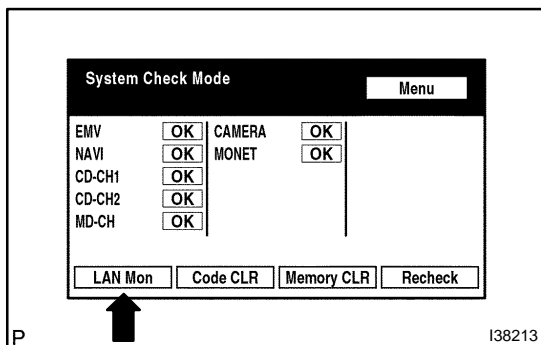 System Check Mode
Menu
EMV OK CAMERA OK
NAVI OK MONET OK
CD-CH1 OK
CD-CH2 OK
MD-CH OK
LAN Mon Code CLR Memory CLR Recheck
P I38213